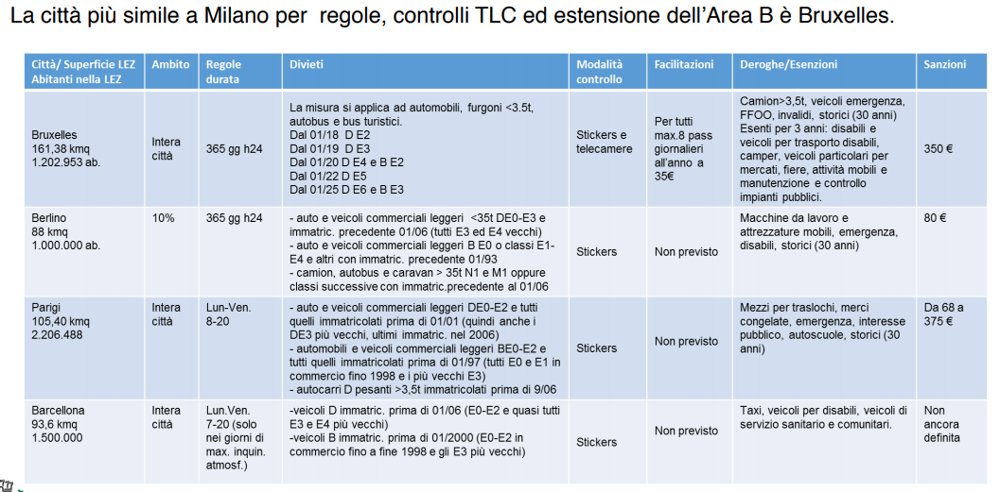 La città più simile a Milano per  regole, controlli TLC ed estensione dell'Area B è Bruxelles.
Città/ Superficie LEZ
Abitanti nella LEZ
Ambito
Regole
durata
Divieti
Modalità
controllo
Facilitazioni
Deroghe/Esenzioni
Sanzioni
Bruxelles
161,38 kmq
1.202.953 ab.
Intera
città
365 gg h24
La misura si applica ad automobili, furgoni <3.5t,
autobus e bus turistici.
Dal 01/18  D E2
Dal 01/19  D E3
Dal 01/20 D E4 e B E2
Dal 01/22 D E5
Dal 01/25 D E6 e B E3
Stickers e
telecamere
Per tutti
max.8 pass
giornalieri
all'anno a
35€
Camion>3,5t, veicoli emergenza,
FFOO, invalidi, storici (30 anni)
Esenti per 3 anni: disabili e
veicoli per trasporto disabili,
camper, veicoli particolari per
mercati, fiere, attività mobili e
manutenzione e controllo
impianti pubblici.
350 €
Berlino
88 kmq
1.000.000 ab.
10%
365 gg h24
- auto e veicoli commerciali leggeri  <35t DE0-E3 e
immatric. precedente 01/06 (tutti E3 ed E4 vecchi)
- auto e veicoli commerciali leggeri B E0 o classi E1-
E4 e altri con immatric. precedente 01/93
- camion, autobus e caravan > 35t N1 e M1 oppure
classi successive con immatric.precedente al 01/06
Stickers
Non previsto
Macchine da lavoro e
attrezzature mobili, emergenza,
disabili, storici (30 anni)
80 €
Parigi
105,40 kmq
2.206.488
Intera
città
Lun-Ven.
8-20
- auto e veicoli commerciali leggeri DE0-E2 e tutti
quelli immatricolati prima di 01/01 (quindi anche i
DE3 più vecchi, ultimi immatric. nel 2006)
- automobili e veicoli commerciali leggeri BE0-E2 e
tutti quelli immatricolati prima di 01/97 (tutti E0 e E1 in
commercio fino 1998 e i più vecchi E3)
- autocarri D pesanti >3,5t immatricolati prima di 9/06
Stickers
Non previsto
Mezzi per traslochi, merci
congelate, emergenza, interesse
pubblico, autoscuole, storici (30
anni)
Da 68 a
375 €
Barcellona
93,6 kmq
1.500.000
Intera
città
Lun.Ven.
7-20 (solo
nei giorni di
max. inquin.
atmosf.)
-veicoli D immatric. prima di 01/06 (E0-E2 e quasi tutti
E3 e E4 più vecchi)
-veicoli B immatric. prima di 01/2000 (E0-E2 in
commercio fino a fine 1998 e gli E3 più vecchi)
Stickers
Non previsto
Taxi, veicoli per disabili, veicoli di
servizio sanitario e comunitari.
Non
ancora
definita